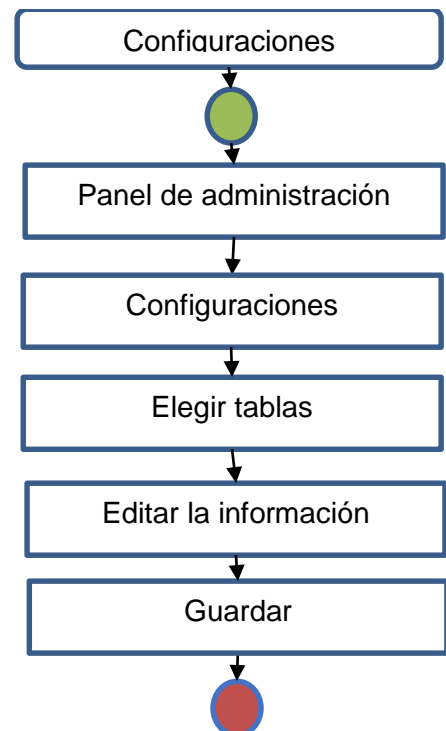 Configuraciones
Panel de administración
Configuraciones
Elegir tablas
Editar la información
Guardar